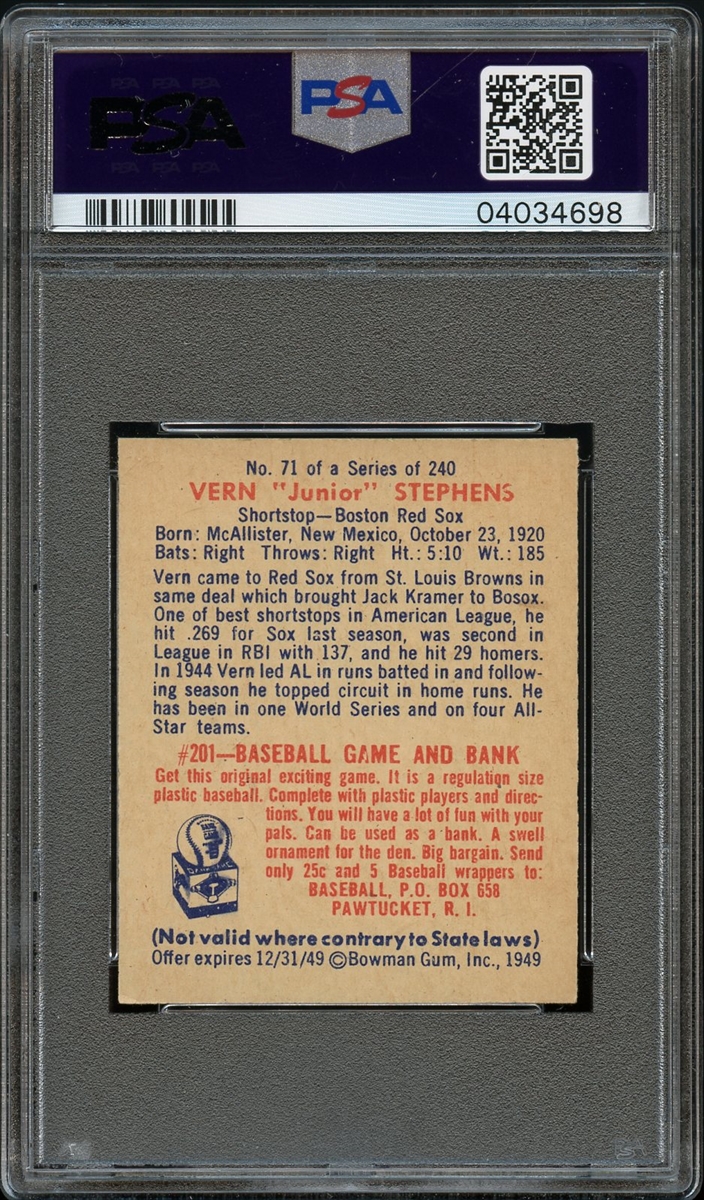 PSA PSA PSA
PSA
PSA PSA PSA
PSA
04034698
No. 71 of a Series of 240
VERN "Junior" STEPHENS
Shortstop—Boston Red Sox
Born: McAllister, New Mexico, October 23, 1920
Bats: Right Throws: Right Ht.: 5:10 Wt.: 185
Vern came to Red Sox from St. Louis Browns in
same deal which brought Jack Kramer to Bosox.
One of best shortstops in American League, he
hit .269 for Sox last season, was second in
League in RBI with 137, and he hit 29 homers.
In 1944 Vern led AL in runs batted in and follow-
ing season he topped circuit in home runs. He
has been in one World Series and on four All-
Star teams.
#201—BASEBALL GAME AND BANK
Get this original exciting game. It is a regulation size
plastic baseball. Complete with plastic players and direc-
tions. You will have a lot of fun with your
pals. Can be used as a bank. A swell
ornament for the den. Big bargain. Send
only 25c and 5 Baseball wrappers to:
BASEBALL, P.O. BOX 658
PAWTUCKET, R. I.
(Not valid where contrary to State laws)
Offer expires 12/31/49 ©Bowman Gum, Inc., 1949